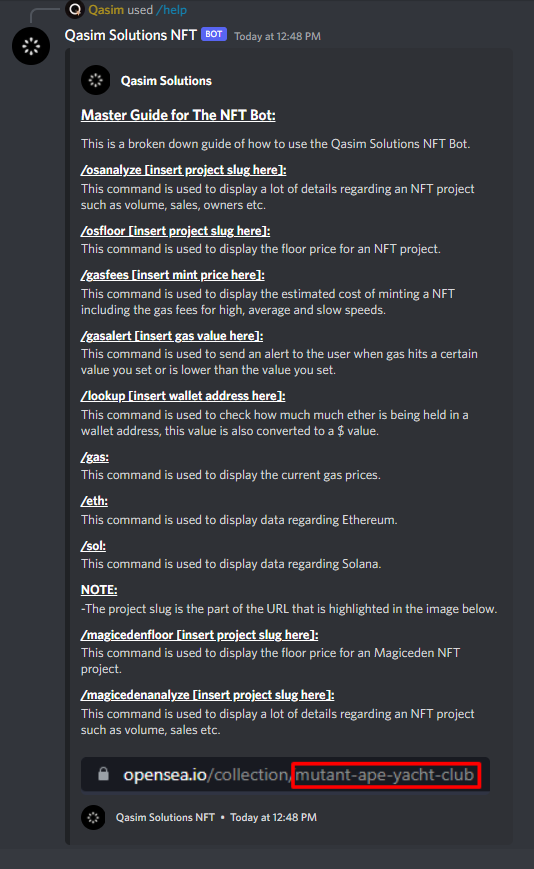 Qasim used /help
Qasim Solutions NFT BOT Today at 12:48 PM
Qasim Solutions
Master Guide for The NFT Bot:
This is a broken down guide of how to use the Qasim Solutions NFT Bot.
/osanalyze [insert project slug here]:
This command is used to display a lot of details regarding an NFT project
such as volume, sales, owners etc.
/osfloor [insert project slug here]:
This command is used to display the floor price for an NFT project.
/gasfees [insert mint price here]:
This command is used to display the estimated cost of minting a NFT
including the gas fees for high, average and slow speeds.
/gasalert [insert gas value here]:
This command is used to send an alert to the user when gas hits a certain
value you set or is lower than the value you set.
/lookup [insert wallet address here]:
This command is used to check how much much ether is being held in a
wallet address, this value is also converted to a $ value.
/gas:
This command is used to display the current gas prices.
/eth:
This command is used to display data regarding Ethereum.
/sol:
This command is used to display data regarding Solana.
NOTE:
-The project slug is the part of the URL that is highlighted in the image below.
/magicedenfloor [insert project slug here]:
This command is used to display the floor price for an Magiceden NFT
project.
/magicedenanalyze [insert project slug here]:
This command is used to display a lot of details regarding an NFT project
such as volume, sales etc.
opensea.io/collection/mutant-ape-yacht-club
Qasim Solutions NFT • Today at 12:48 PM